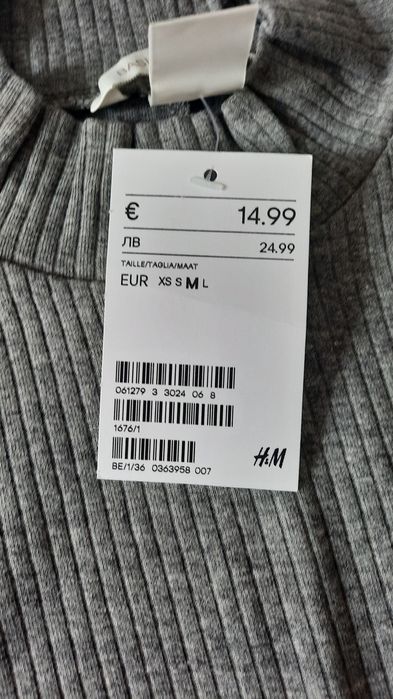 BASI
€ 14.99
ЛВ 24.99
TAILLE/TAGLIA/MAAT
EUR XS S M L
061279 3 3024 06 8
1676/1
BE/1/36 0363958 007
H&M